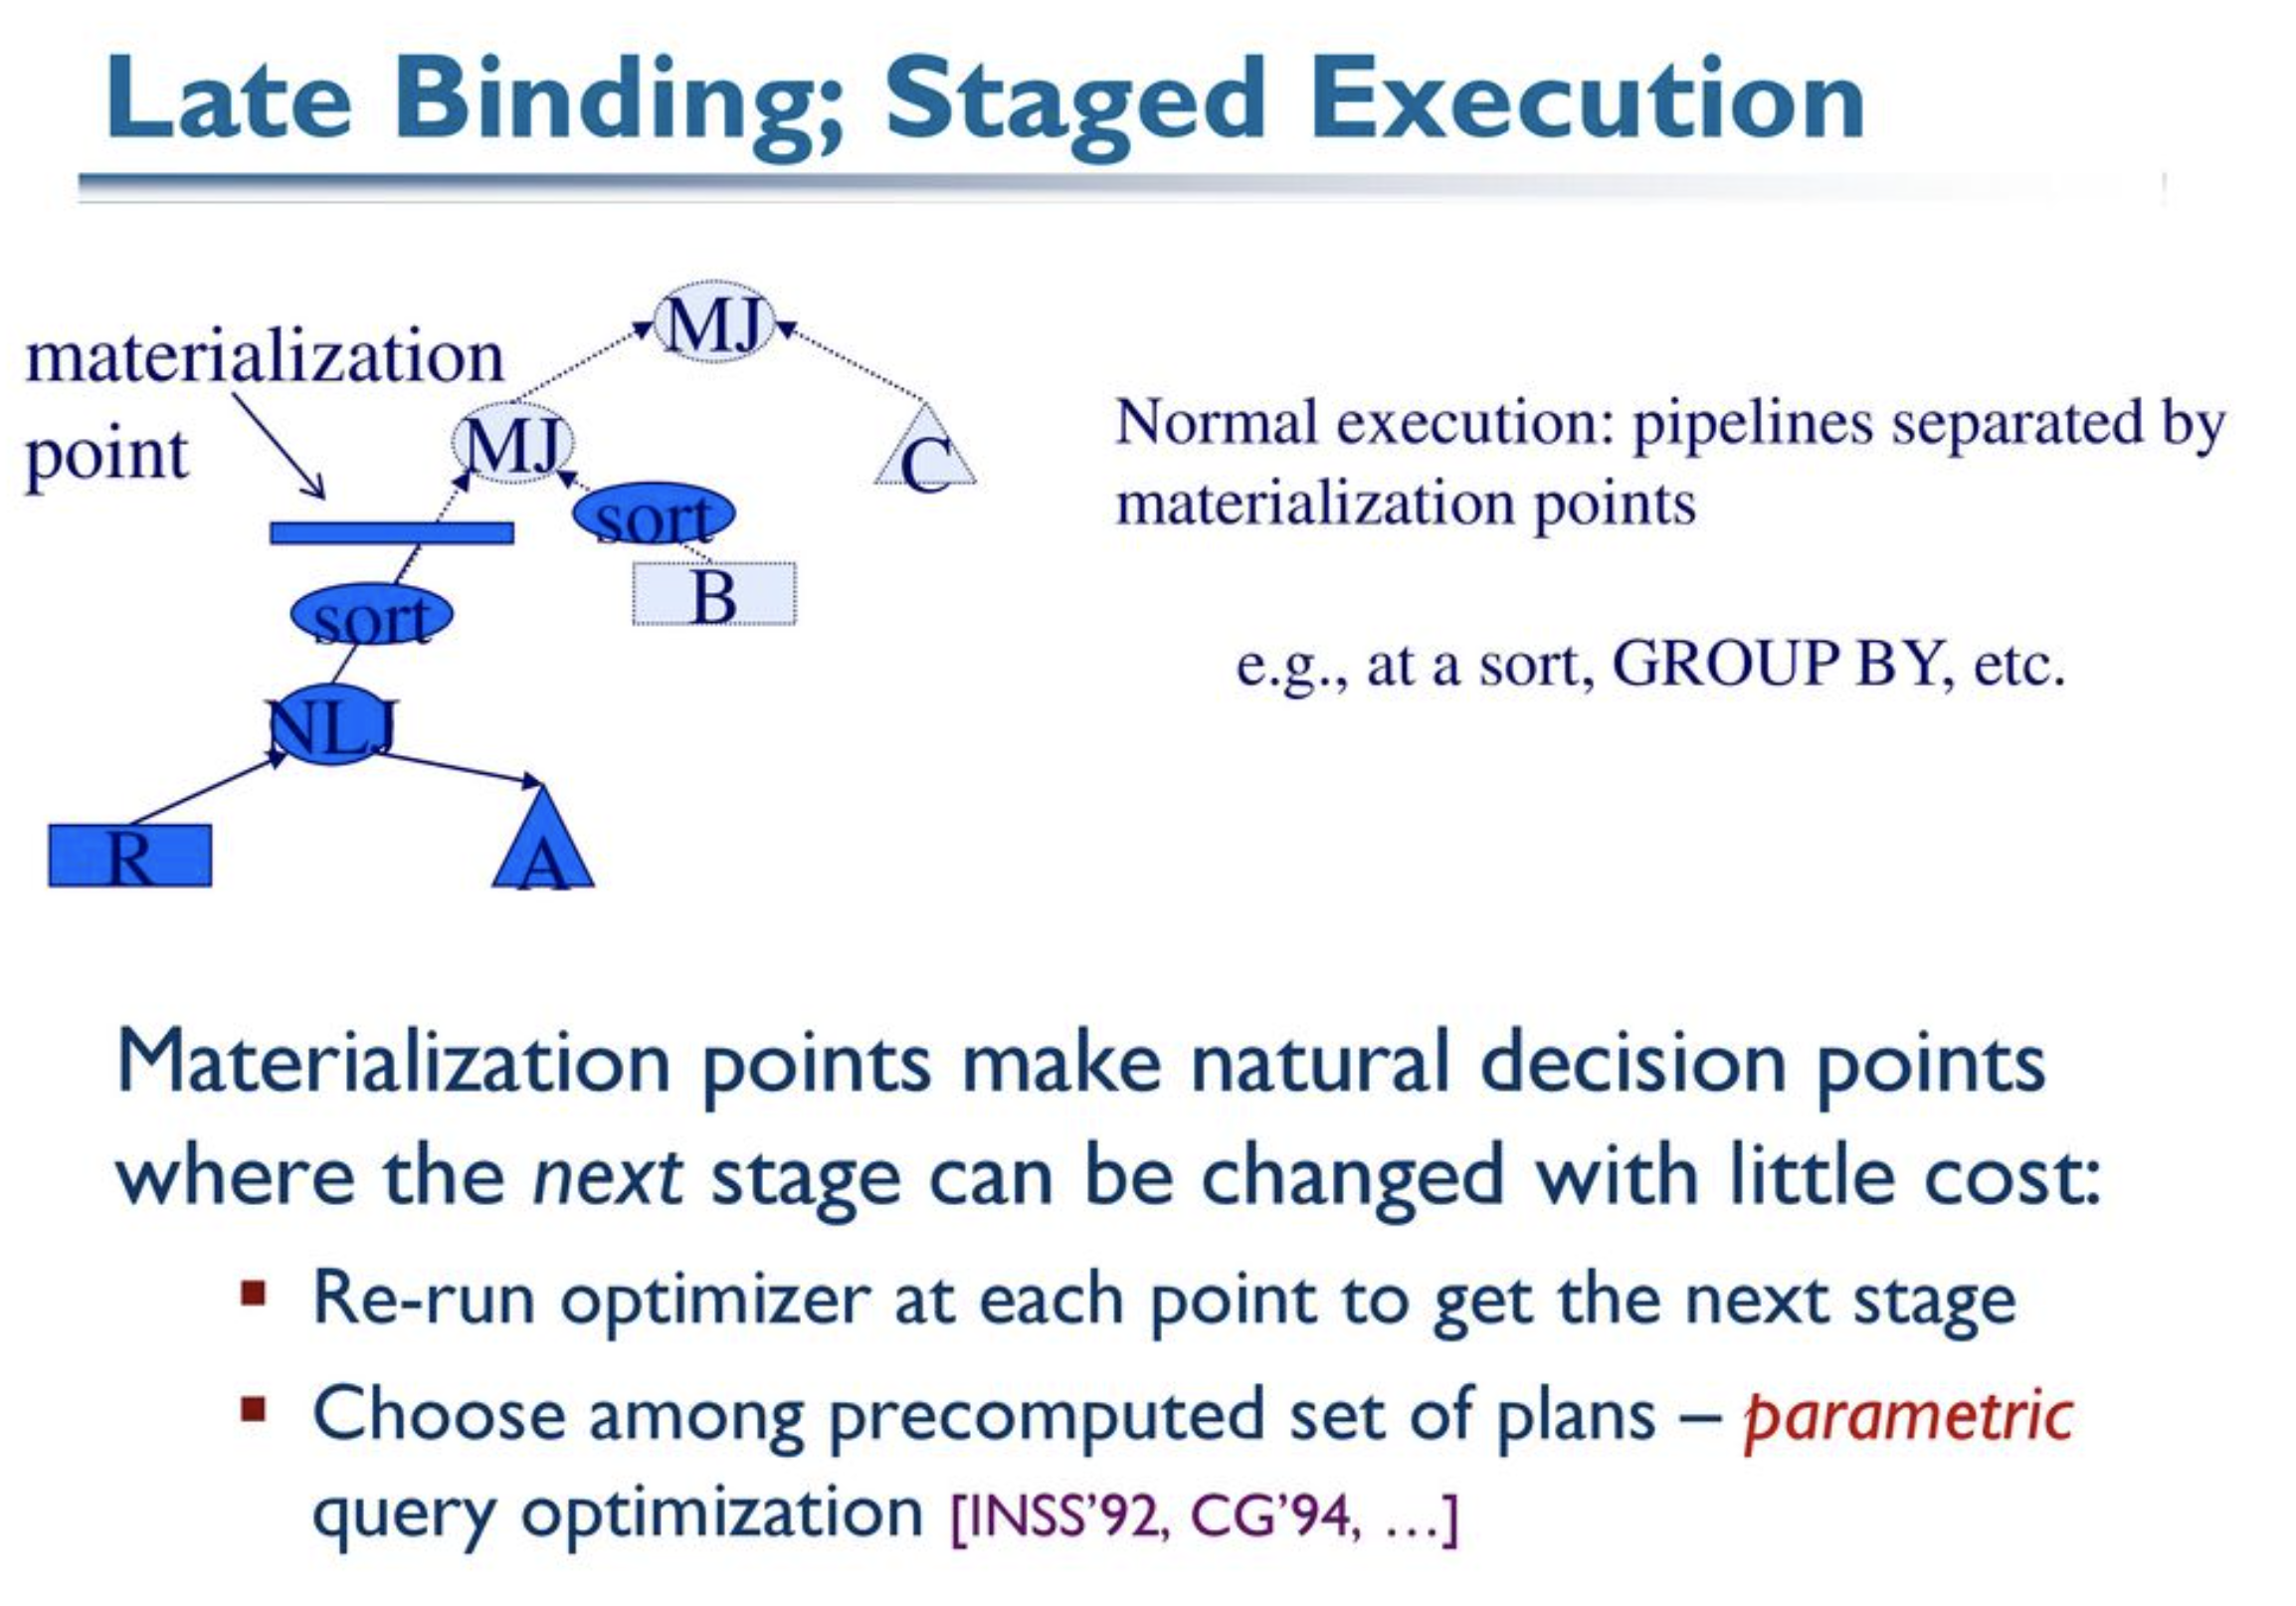 Late Binding; Staged Execution
materialization
point
MJ
MJ
C
sort
B
sort
NLJ
R
A
Normal execution: pipelines separated by
materialization points
e.g., at a sort, GROUP BY, etc.
Materialization points make natural decision points
where the next stage can be changed with little cost:
▪ Re-run optimizer at each point to get the next stage
▪ Choose among precomputed set of plans – parametric
query optimization [INSS’92, CG’94, …]